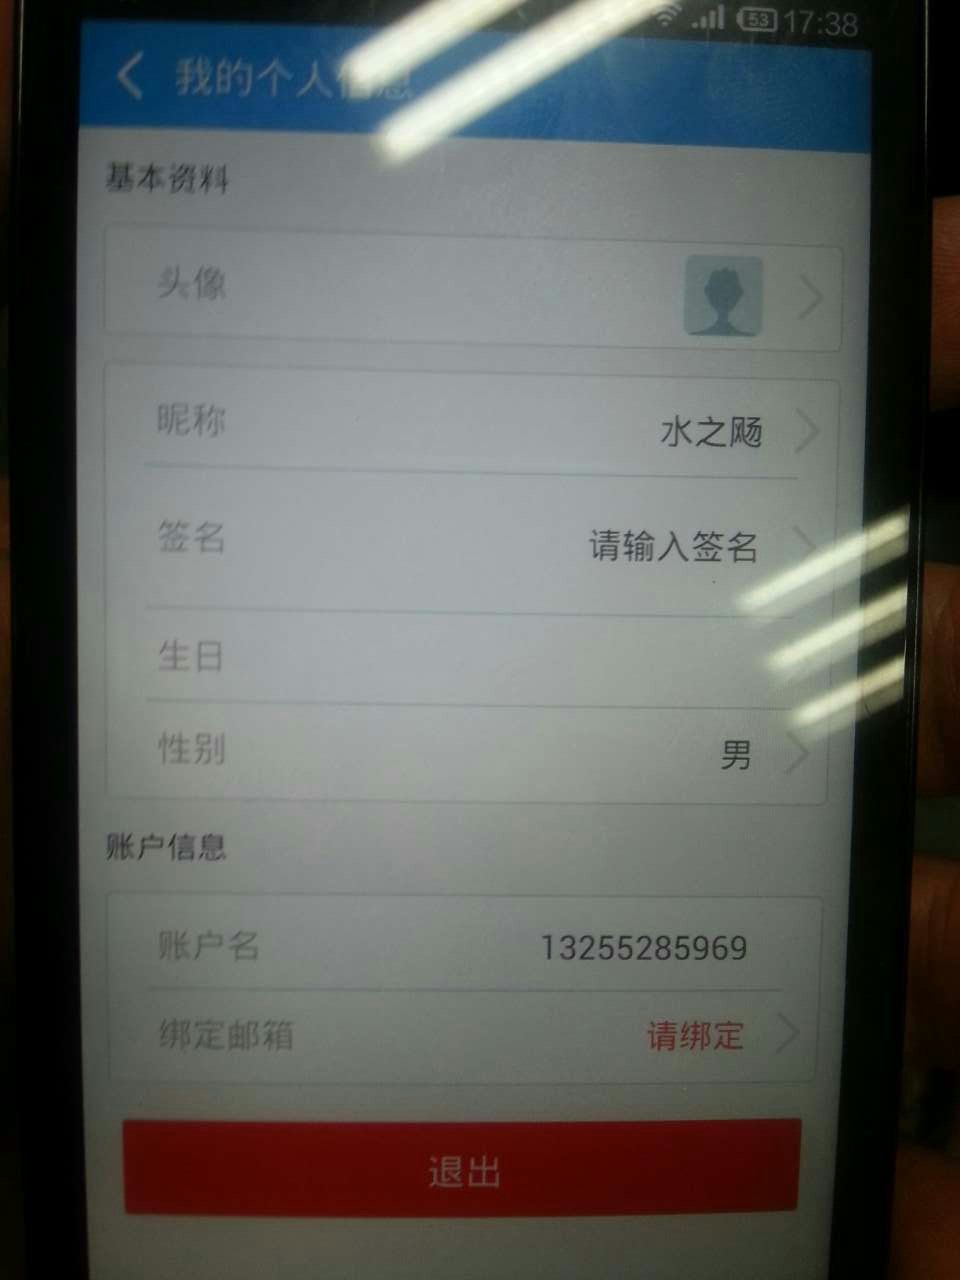 53 17:38
我的个人信息
基本资料
头像
昵称 水之飏
签名 请输入签名
生日
性别 男
账户信息
账户名 13255285969
绑定邮箱 请绑定
退出